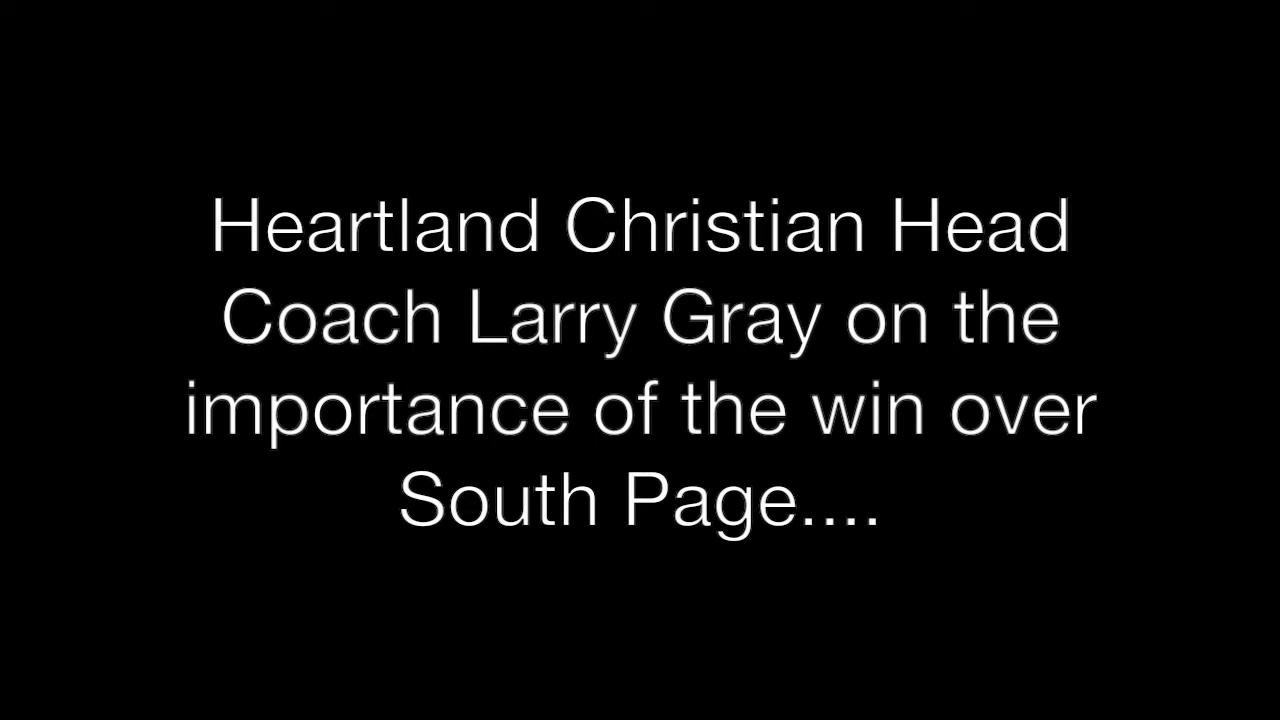 Heartland Christian Head
Coach Larry Gray on the
importance of the win over
South Page....